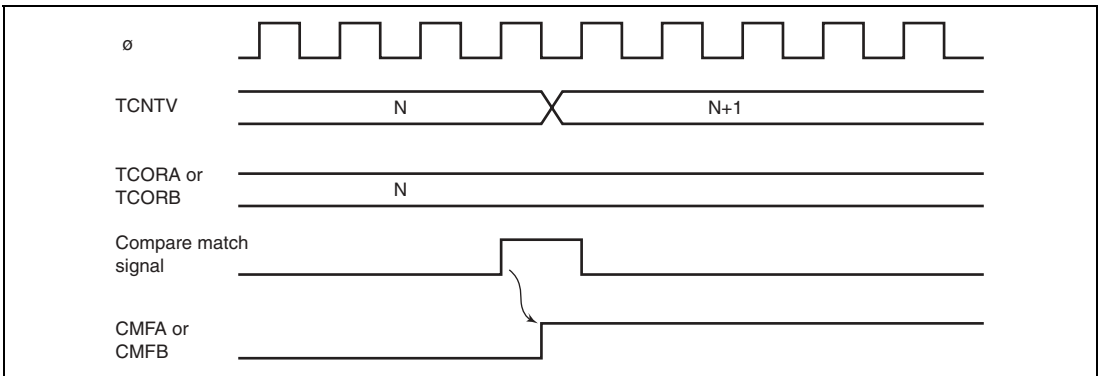 ø
TCNTV
N
N+1
TCORA or
TCORB
N
Compare match
signal
CMFA or
CMFB